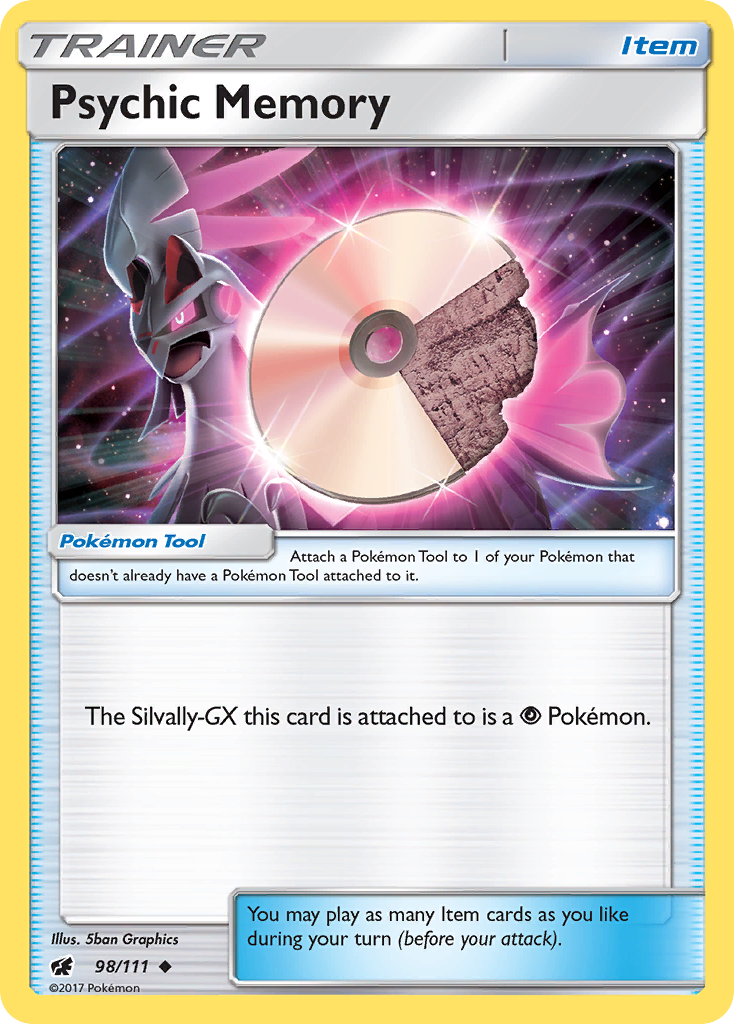 TRAINER
Item
Psychic Memory
Pokémon Tool
Attach a Pokémon Tool to 1 of your Pokémon that
doesn't already have a Pokémon Tool attached to it.
The Silvally-GX this card is attached to is a Pokémon.
You may play as many Item cards as you like
during your turn (before your attack).
Illus. 5ban Graphics
98/111
©2017 Pokémon